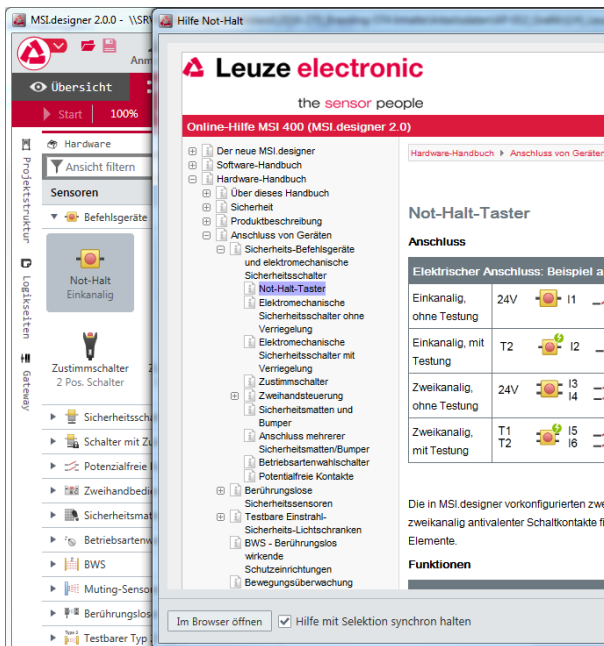 MSI.designer 2.0.0 - \\SRV
Anm
Übersicht
Start 100%
Projektstruktur
Logikseiten
Gateway
Hardware
Ansicht filtern
Sensoren
Befehlsgeräte
Not-Halt
Einkanalig
Zustimmschalter
2 Pos. Schalter
Sicherheitsscha
Schalter mit Zu
Potenzialfreie
Zweihandbedi
Sicherheitsmat
Betriebsartenw
BWS
Muting-Senso
Berührungslos
Testbarer Typ
Hilfe Not-Halt
Leuze electronic
the sensor people
Online-Hilfe MSI 400 (MSI.designer 2.0)
Der neue MSI.designer
Software-Handbuch
Hardware-Handbuch
Über dieses Handbuch
Sicherheit
Produktbeschreibung
Anschluss von Geräten
Sicherheits-Befehlsgeräte
und elektromechanische
Sicherheitsschalter
Not-Halt-Taster
Elektromechanische
Sicherheitsschalter ohne
Verriegelung
Elektromechanische
Sicherheitsschalter mit
Verriegelung
Zustimmschalter
Zweihandsteuerung
Sicherheitsmatten und
Bumper
Anschluss mehrerer
Sicherheitsmatten/Bumper
Betriebsartenwahlschalter
Potentialfreie Kontakte
Berührungslose
Sicherheitssensoren
Testbare Einstrahl-
Sicherheits-Lichtschranken
BWS - Berührungslos
wirkende
Schutzeinrichtungen
Bewegungsüberwachung
Hardware-Handbuch Anschluss von Geräten
Not-Halt-Taster
Anschluss
Elektrischer Anschluss: Beispiel a
Einkanalig, 24V I1
ohne Testung
Einkanalig, mit T2 I2
Testung
Zweikanalig, 24V I3
ohne Testung I4
Zweikanalig, T1 I5
mit Testung T2 I6
Die in MSI.designer vorkonfigurierten zwe
zweikanalig antivalenter Schaltkontakte fi
Elemente.
Funktionen
Im Browser öffnen
Hilfe mit Selektion synchron halten